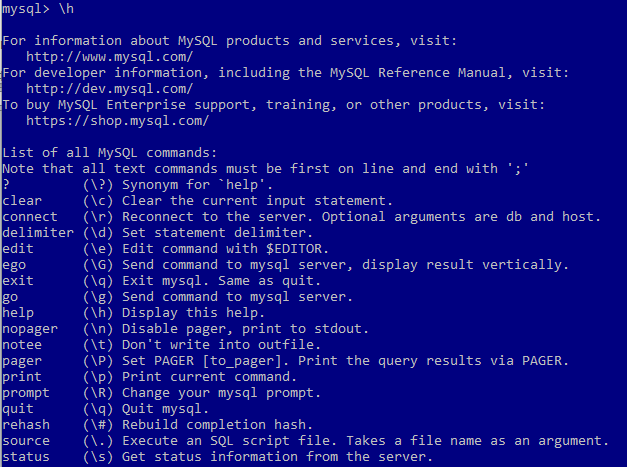 mysql> \h

For information about MySQL products and services, visit:
   http://www.mysql.com/
For developer information, including the MySQL Reference Manual, visit:
   http://dev.mysql.com/
To buy MySQL Enterprise support, training, or other products, visit:
   https://shop.mysql.com/

List of all MySQL commands:
Note that all text commands must be first on line and end with ';'
?         (\?) Synonym for `help'.
clear     (\c) Clear the current input statement.
connect   (\r) Reconnect to the server. Optional arguments are db and host.
delimiter (\d) Set statement delimiter.
edit      (\e) Edit command with $EDITOR.
ego       (\G) Send command to mysql server, display result vertically.
exit      (\q) Exit mysql. Same as quit.
go        (\g) Send command to mysql server.
help      (\h) Display this help.
nopager   (\n) Disable pager, print to stdout.
notee     (\t) Don't write into outfile.
pager     (\P) Set PAGER [to_pager]. Print the query results via PAGER.
print     (\p) Print current command.
prompt    (\R) Change your mysql prompt.
quit      (\q) Quit mysql.
rehash    (\#) Rebuild completion hash.
source    (\.) Execute an SQL script file. Takes a file name as an argument.
status    (\s) Get status information from the server.